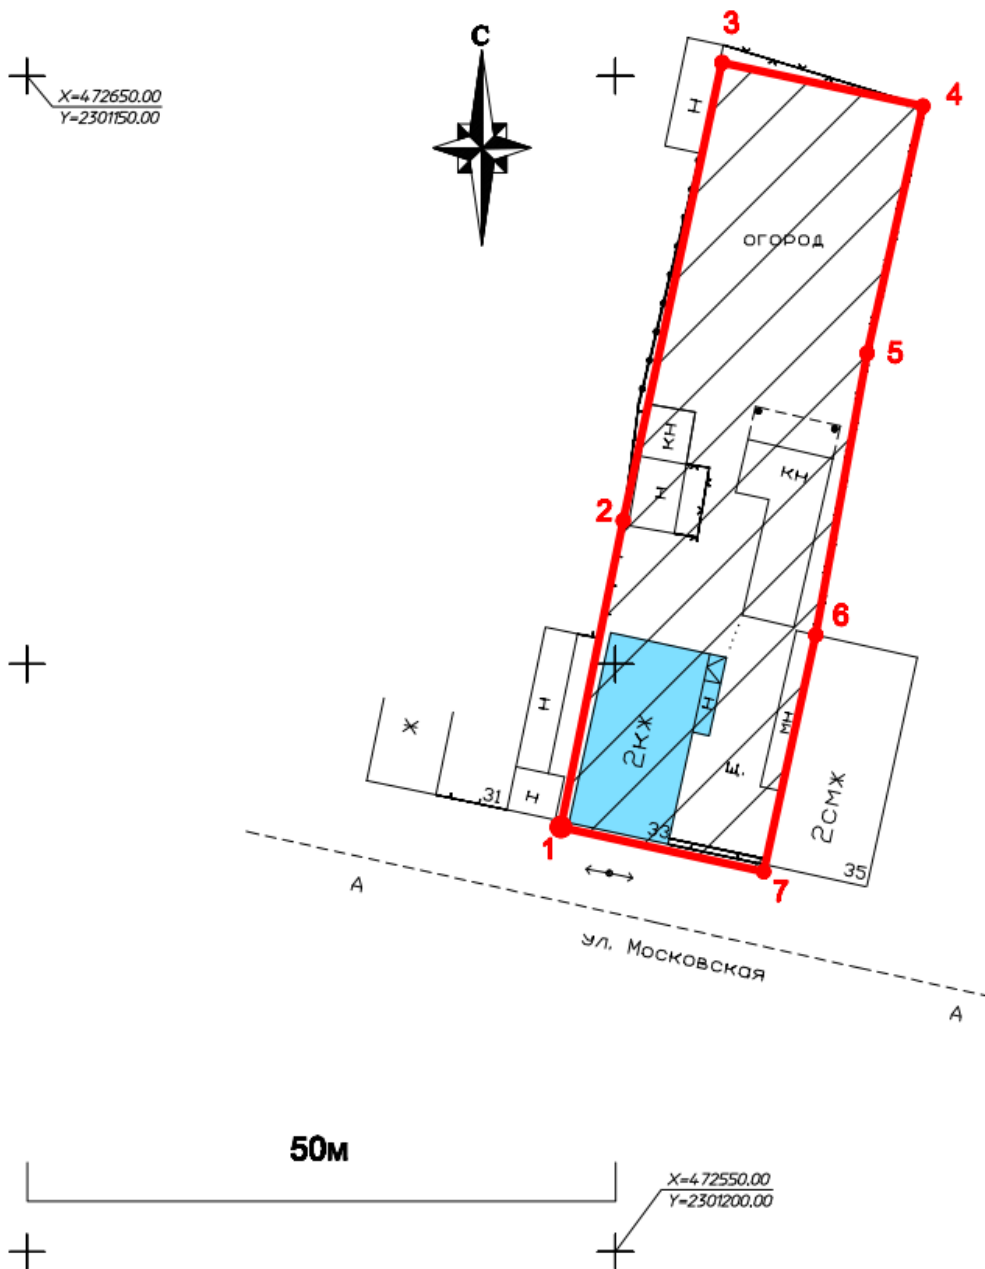 3
С
4
X=472650.00
Y=2301150.00
Н
ОГОРОД
5
КН
КН
Н
2
6
Н
Н
МН
Ж
2КЖ
Щ.
2СМЖ
31
Н
33
1
35
7
А
ул. Московская
А
50м
X=472550.00
Y=2301200.00